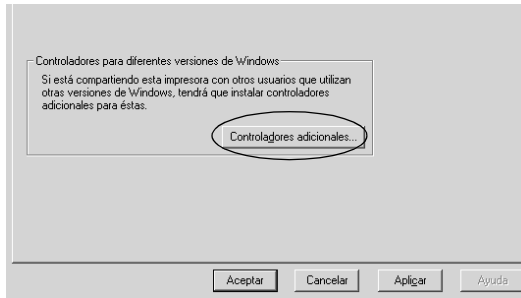 Controladores para diferentes versiones de Windows
Si está compartiendo esta impresora con otros usuarios que utilizan
otras versiones de Windows, tendrá que instalar controladores
adicionales para éstas.
Controladores adicionales...
Aceptar Cancelar Aplicar Ayuda